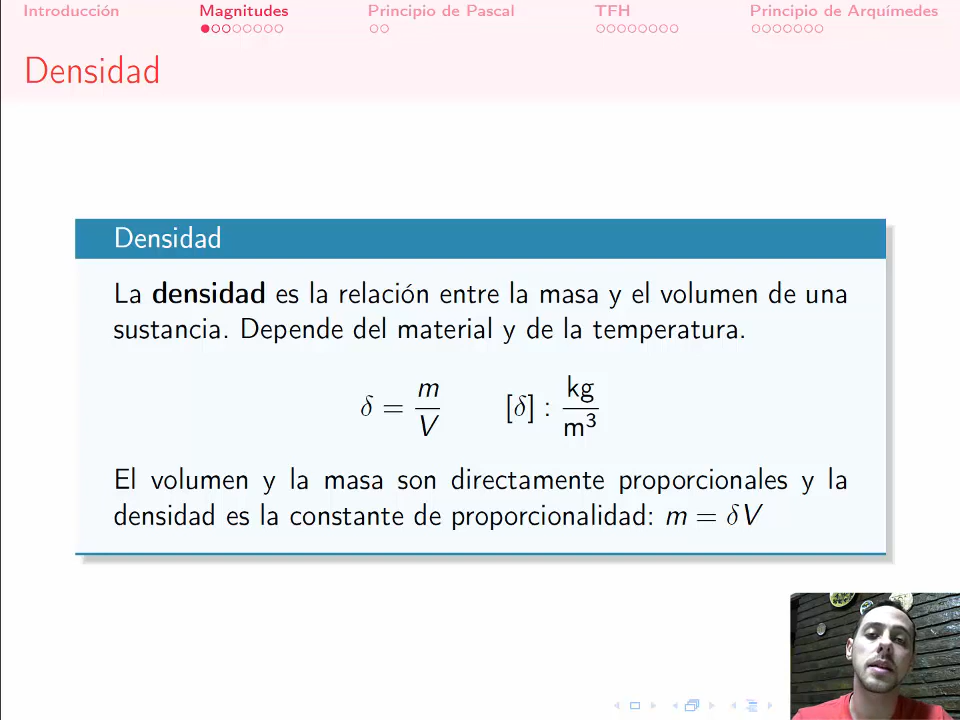 Introducción Magnitudes Principio de Pascal TFH Principio de Arquímedes
Densidad
Densidad
La densidad es la relación entre la masa y el volumen de una
sustancia. Depende del material y de la temperatura.
δ = m/V [δ] : kg/m³
El volumen y la masa son directamente proporcionales y la
densidad es la constante de proporcionalidad: m = δV